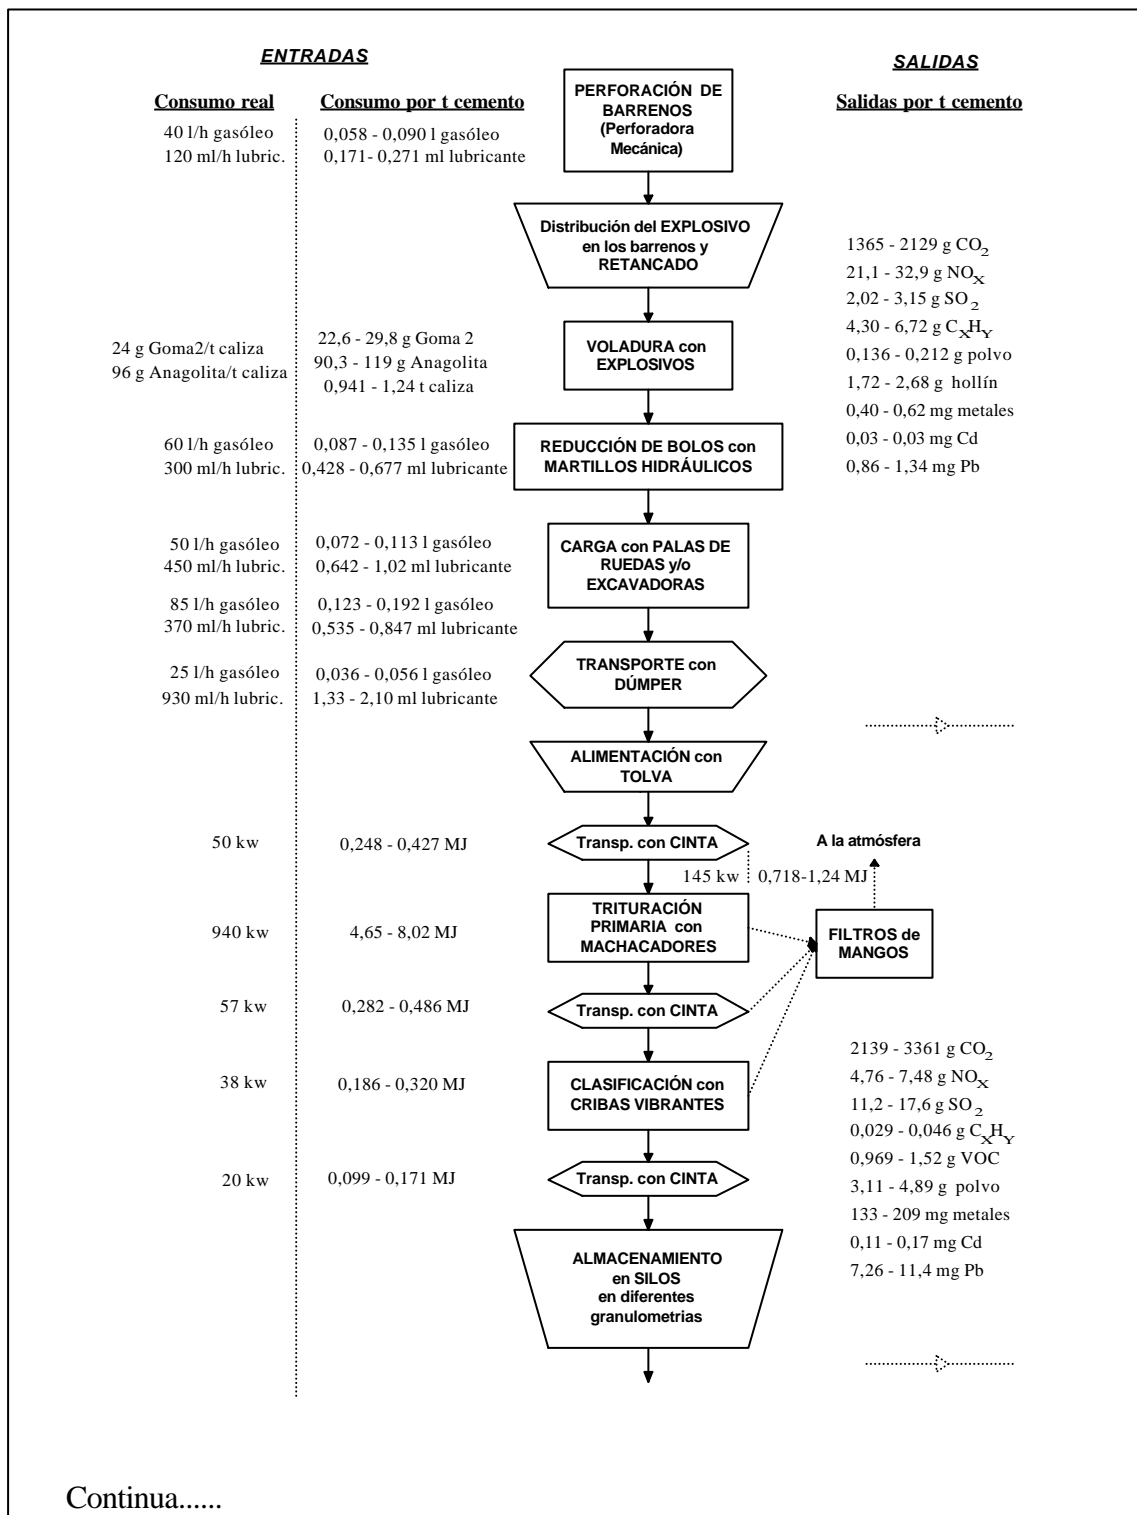 ENTRADAS
SALIDAS
Consumo real
Consumo por t cemento
Salidas por t cemento
PERFORACIÓN DE
BARRENOS
(Perforadora
Mecánica)
40 l/h gasóleo
0,058 - 0,090 l gasóleo
120 ml/h lubric.
0,171- 0,271 ml lubricante
Distribución del EXPLOSIVO
en los barrenos y
RETANCADO
1365 - 2129 g CO2
21,1 - 32,9 g NOX
2,02 - 3,15 g SO2
4,30 - 6,72 g CXHY
0,136 - 0,212 g polvo
1,72 - 2,68 g hollín
0,40 - 0,62 mg metales
0,03 - 0,03 mg Cd
0,86 - 1,34 mg Pb
24 g Goma2/t caliza
96 g Anagolita/t caliza
22,6 - 29,8 g Goma 2
90,3 - 119 g Anagolita
0,941 - 1,24 t caliza
VOLADURA con
EXPLOSIVOS
60 l/h gasóleo
0,087 - 0,135 l gasóleo
300 ml/h lubric.
0,428 - 0,677 ml lubricante
REDUCCIÓN DE BOLOS con
MARTILLOS HIDRÁULICOS
50 l/h gasóleo
0,072 - 0,113 l gasóleo
450 ml/h lubric.
0,642 - 1,02 ml lubricante
CARGA con PALAS DE
RUEDAS y/o
EXCAVADORAS
85 l/h gasóleo
0,123 - 0,192 l gasóleo
370 ml/h lubric.
0,535 - 0,847 ml lubricante
25 l/h gasóleo
0,036 - 0,056 l gasóleo
930 ml/h lubric.
1,33 - 2,10 ml lubricante
TRANSPORTE con
DÚMPER
ALIMENTACIÓN con
TOLVA
50 kw
0,248 - 0,427 MJ
Transp. con CINTA
A la atmósfera
145 kw
0,718-1,24 MJ
940 kw
4,65 - 8,02 MJ
TRITURACIÓN
PRIMARIA con
MACHACADORES
FILTROS de
MANGOS
57 kw
0,282 - 0,486 MJ
Transp. con CINTA
38 kw
0,186 - 0,320 MJ
CLASIFICACIÓN con
CRIBAS VIBRANTES
2139 - 3361 g CO2
4,76 - 7,48 g NOX
11,2 - 17,6 g SO2
0,029 - 0,046 g CXHY
0,969 - 1,52 g VOC
3,11 - 4,89 g polvo
133 - 209 mg metales
0,11 - 0,17 mg Cd
7,26 - 11,4 mg Pb
20 kw
0,099 - 0,171 MJ
Transp. con CINTA
ALMACENAMIENTO
en SILOS
en diferentes
granulometrias
Continua......